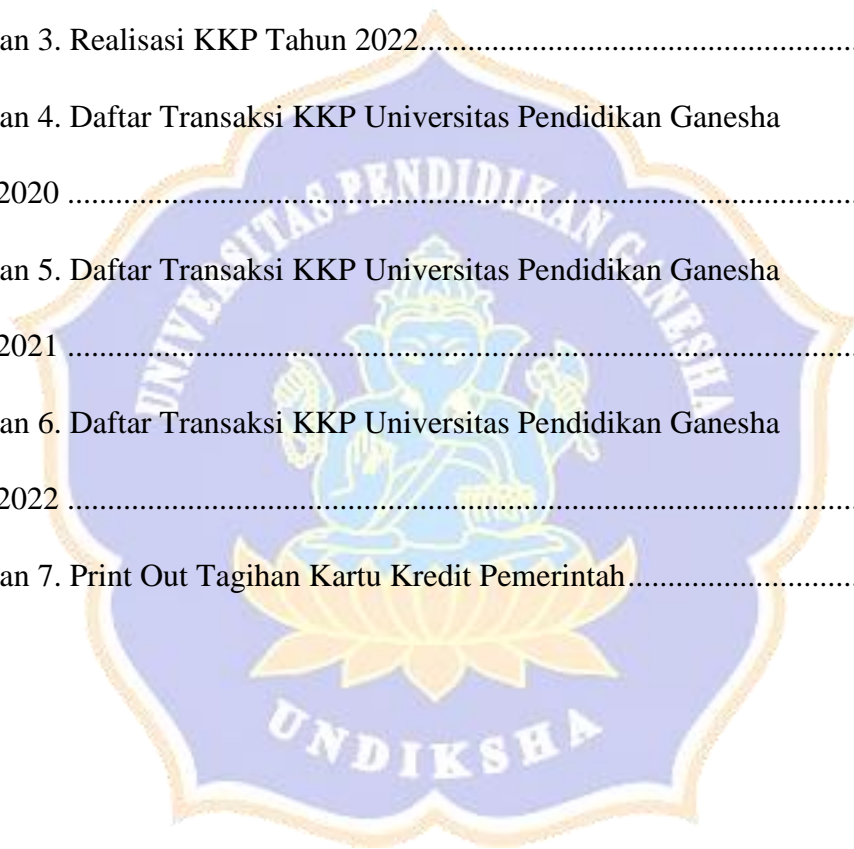 an 3. Realisasi KKP Tahun 2022..............................................
an 4. Daftar Transaksi KKP Universitas Pendidikan Ganesha
2020 ....................................................................................
an 5. Daftar Transaksi KKP Universitas Pendidikan Ganesha
2021 ....................................................................................
an 6. Daftar Transaksi KKP Universitas Pendidikan Ganesha
2022 ....................................................................................
an 7. Print Out Tagihan Kartu Kredit Pemerintah.........................
UNIVERSITAS PENDIDIKAN GANESHA
UNDIKSHA